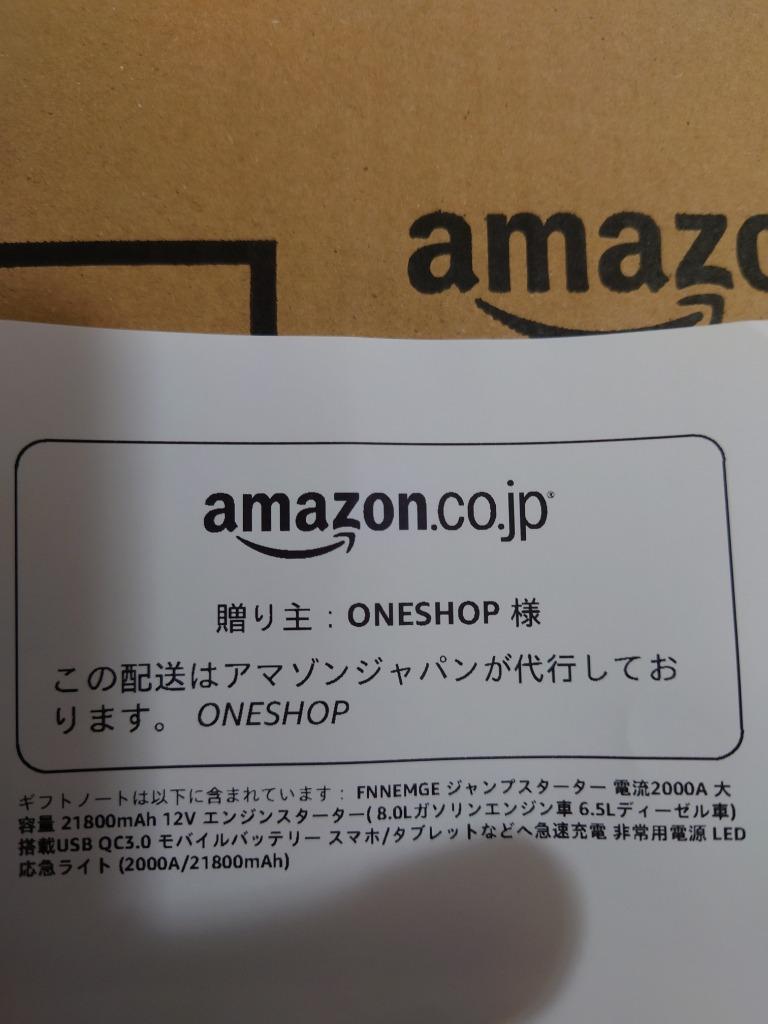 amazo
amazon.co.jp®
贈り主：ONESHOP 様
この配送はアマゾンジャパンが代行してお
ります。 ONESHOP
ギフトノートは以下に含まれています： FNNEMGE ジャンプスターター 電流2000A 大
容量 21800mAh 12V エンジンスターター( 8.0Lガソリンエンジン車 6.5Lディーゼル車)
搭載USB QC3.0 モバイルバッテリー スマホ/タブレットなどへ急速充電 非常用電源 LED
応急ライト (2000A/21800mAh)